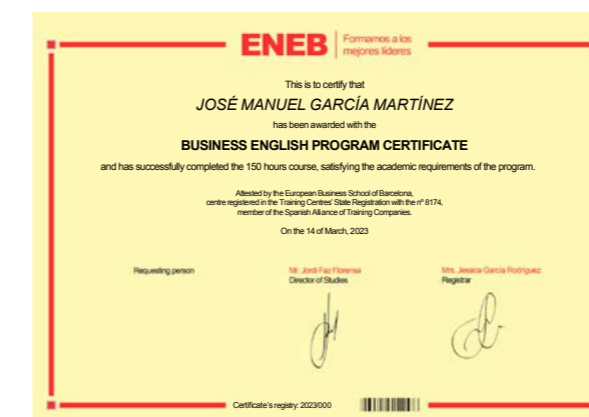 ENEB
Formamos a los
mejores líderes
This is to certify that
JOSÉ MANUEL GARCÍA MARTÍNEZ
has been awarded with the
BUSINESS ENGLISH PROGRAM CERTIFICATE
and has successfully completed the 150 hours course, satisfying the academic requirements of the program.
Attested by the European Business School of Barcelona,
centre registered in the Training Centres' State Registration with the nº 8174,
member of the Spanish Alliance of Training Companies.
On the 14 of March, 2023
Requesting person
Mr. Jordi Faz Florensa
Director of Studies
Mrs. Jessica García Rodríguez
Registrar
Certificate's registry: 2023/000